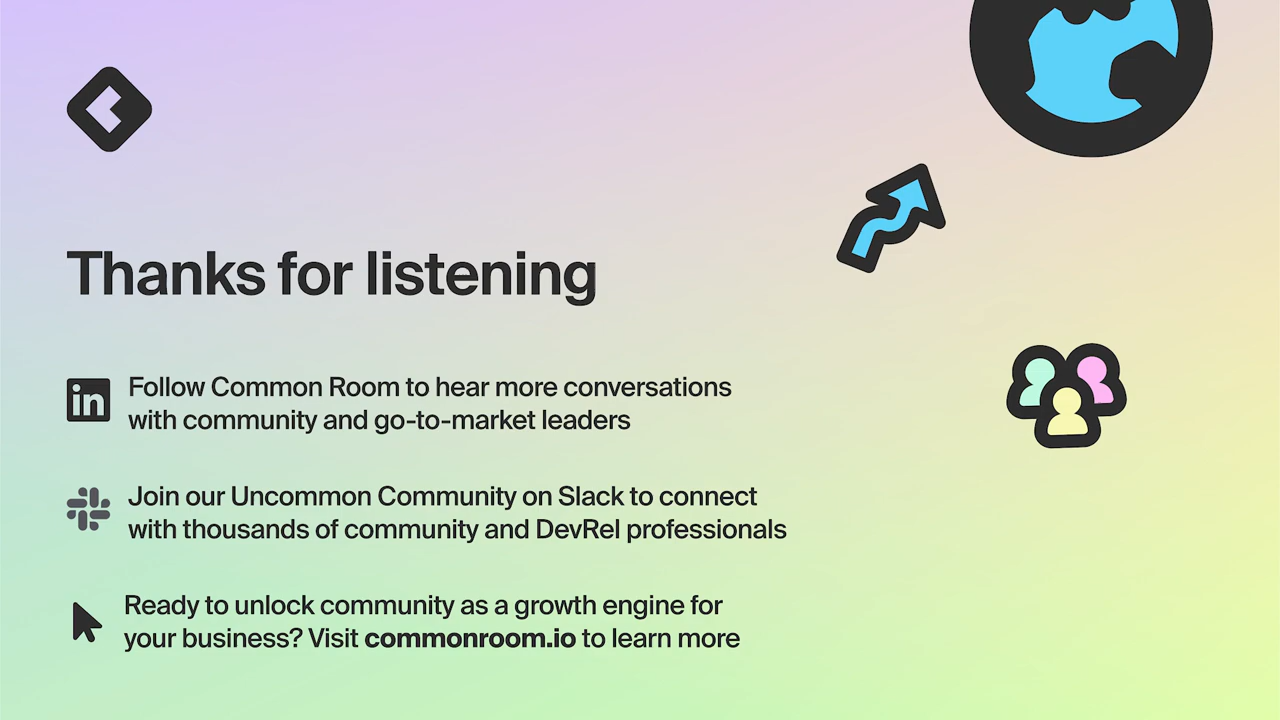 Thanks for listening
in
Follow Common Room to hear more conversations
with community and go-to-market leaders
Join our Uncommon Community on Slack to connect
with thousands of community and DevRel professionals
Ready to unlock community as a growth engine for
your business? Visit commonroom.io to learn more